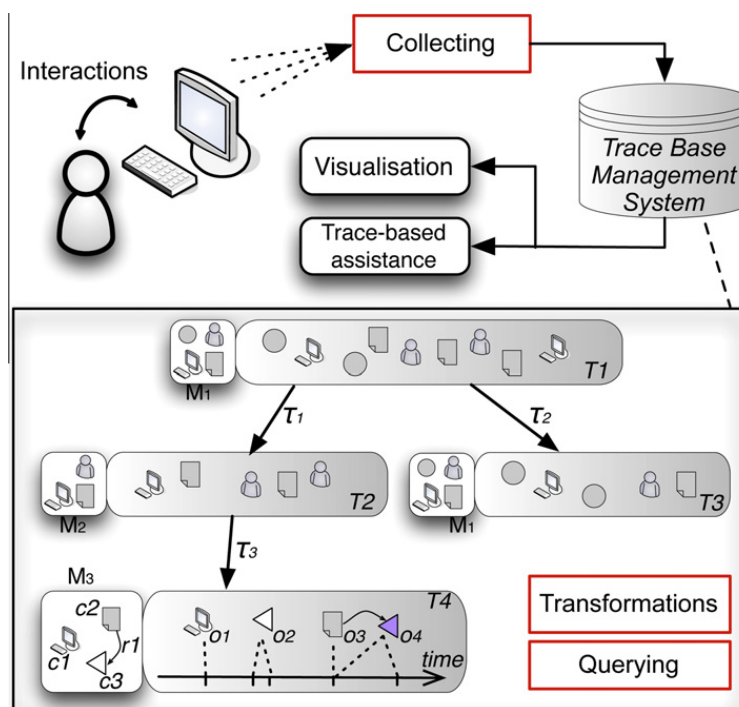 Collecting
Interactions
Trace Base
Management
System
Visualisation
Trace-based
assistance
T1
M1
τ1
τ2
T2
M2
T3
M1
τ3
M3
T4
c2
c1
r1
c3
o1
o2
o3
o4
time
Transformations
Querying